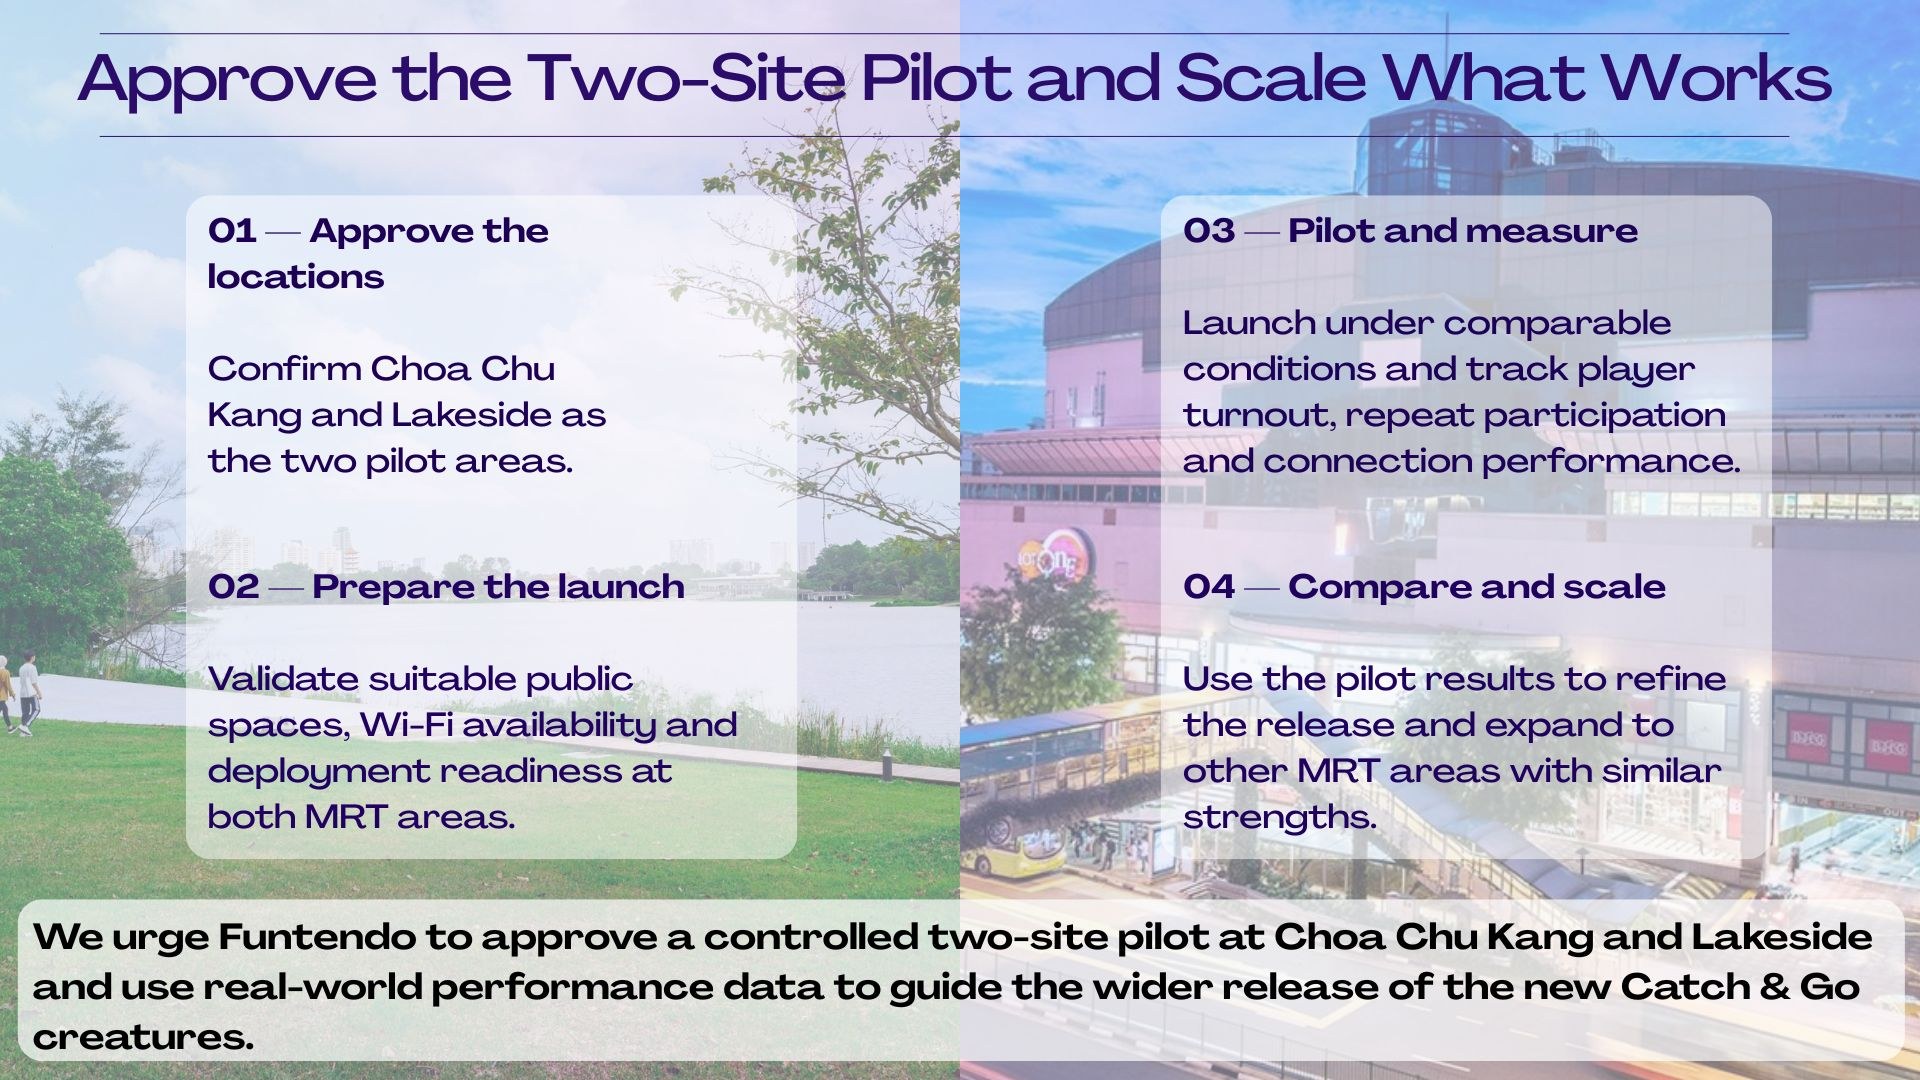 Approve the Two-Site Pilot and Scale What Works
01 — Approve the
locations
Confirm Choa Chu
Kang and Lakeside as
the two pilot areas.
02 — Prepare the launch
Validate suitable public
spaces, Wi-Fi availability and
deployment readiness at
both MRT areas.
03 — Pilot and measure
Launch under comparable
conditions and track player
turnout, repeat participation
and connection performance.
04 — Compare and scale
Use the pilot results to refine
the release and expand to
other MRT areas with similar
strengths.
We urge Funtendo to approve a controlled two-site pilot at Choa Chu Kang and Lakeside
and use real-world performance data to guide the wider release of the new Catch & Go
creatures.